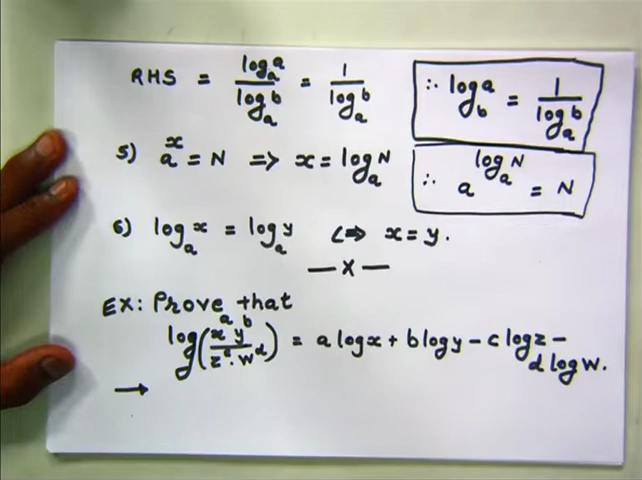 RHS = log_a a / log_a b = 1 / log_a b
∴ log_b a = 1 / log_a b
5) a^x = N => x = log_a N
∴ a^(log_a N) = N
6) log_a x = log_a y <=> x = y.
— x —
EX: Prove that
log (x^a y^b / z^c . w^d) = a log x + b log y - c log z -
d log w.
→